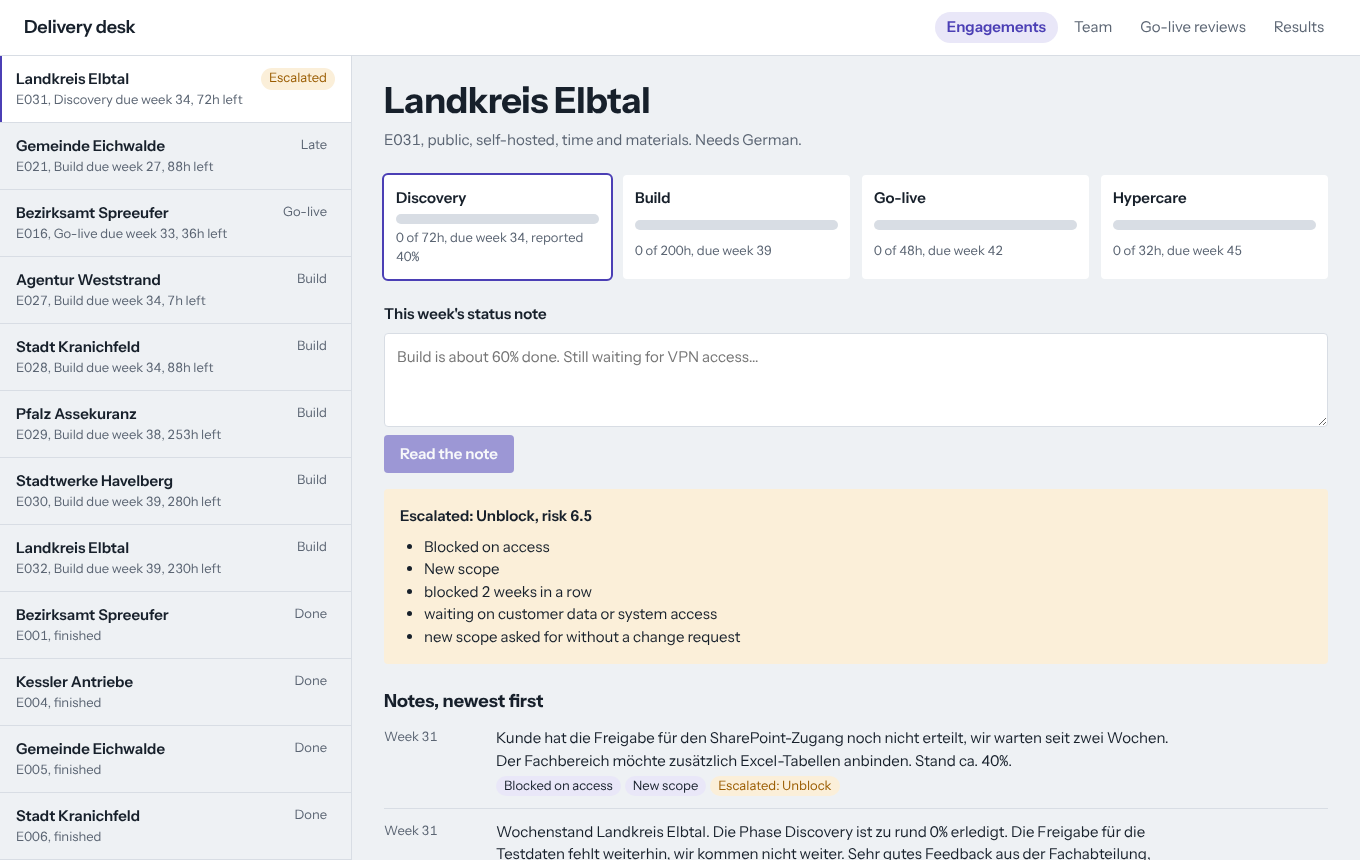 Delivery desk
Engagements
Team
Go-live reviews
Results
Landkreis Elbtal
Escalated
E031, Discovery due week 34, 72h left
Gemeinde Eichwalde
Late
E021, Build due week 27, 88h left
Bezirksamt Spreeufer
Go-live
E016, Go-live due week 33, 36h left
Agentur Weststrand
Build
E027, Build due week 34, 7h left
Stadt Kranichfeld
Build
E028, Build due week 34, 88h left
Pfalz Assekuranz
Build
E029, Build due week 38, 253h left
Stadtwerke Havelberg
Build
E030, Build due week 39, 280h left
Landkreis Elbtal
Build
E032, Build due week 39, 230h left
Bezirksamt Spreeufer
Done
E001, finished
Kessler Antriebe
Done
E004, finished
Gemeinde Eichwalde
Done
E005, finished
Stadt Kranichfeld
Done
E006, finished
Landkreis Elbtal
E031, public, self-hosted, time and materials. Needs German.
Discovery
0 of 72h, due week 34, reported
40%
Build
0 of 200h, due week 39
Go-live
0 of 48h, due week 42
Hypercare
0 of 32h, due week 45
This week's status note
Build is about 60% done. Still waiting for VPN access...
Read the note
Escalated: Unblock, risk 6.5
Blocked on access
New scope
blocked 2 weeks in a row
waiting on customer data or system access
new scope asked for without a change request
Notes, newest first
Week 31
Kunde hat die Freigabe für den SharePoint-Zugang noch nicht erteilt, wir warten seit zwei Wochen.
Der Fachbereich möchte zusätzlich Excel-Tabellen anbinden. Stand ca. 40%.
Blocked on access
New scope
Escalated: Unblock
Week 31
Wochenstand Landkreis Elbtal. Die Phase Discovery ist zu rund 0% erledigt. Die Freigabe für die
Testdaten fehlt weiterhin, wir kommen nicht weiter. Sehr gutes Feedback aus der Fachabteilung,